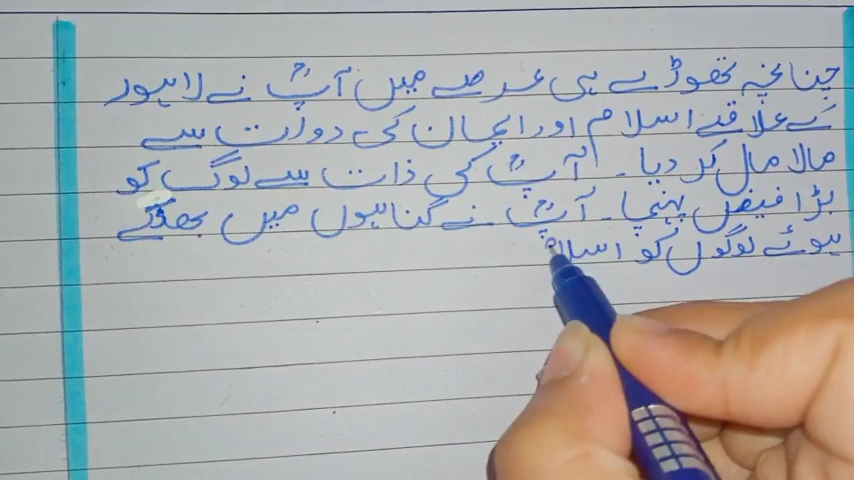 چنانچہ تھوڑے ہی عرصے میں آپؒ نے لاہور
کے علاقے اسلام اور ایمان کی دولت سے
مالا مال کر دیا۔ آپؒ کی ذات سے لوگ کو
بڑا فیض پہنچا۔ آپؒ نے گناہوں میں بھٹکے
ہوئے لوگوں کو اسلام